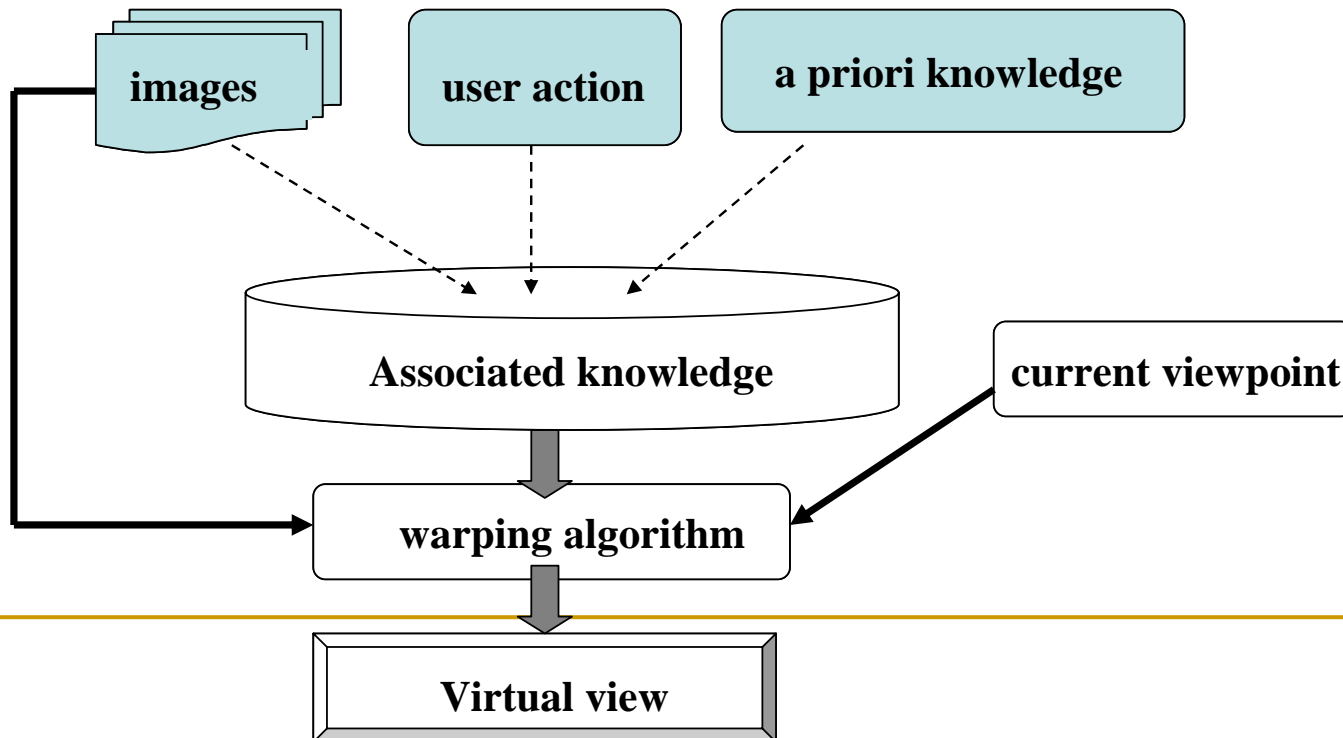 images
user action
a priori knowledge
Associated knowledge
current viewpoint
warping algorithm
Virtual view